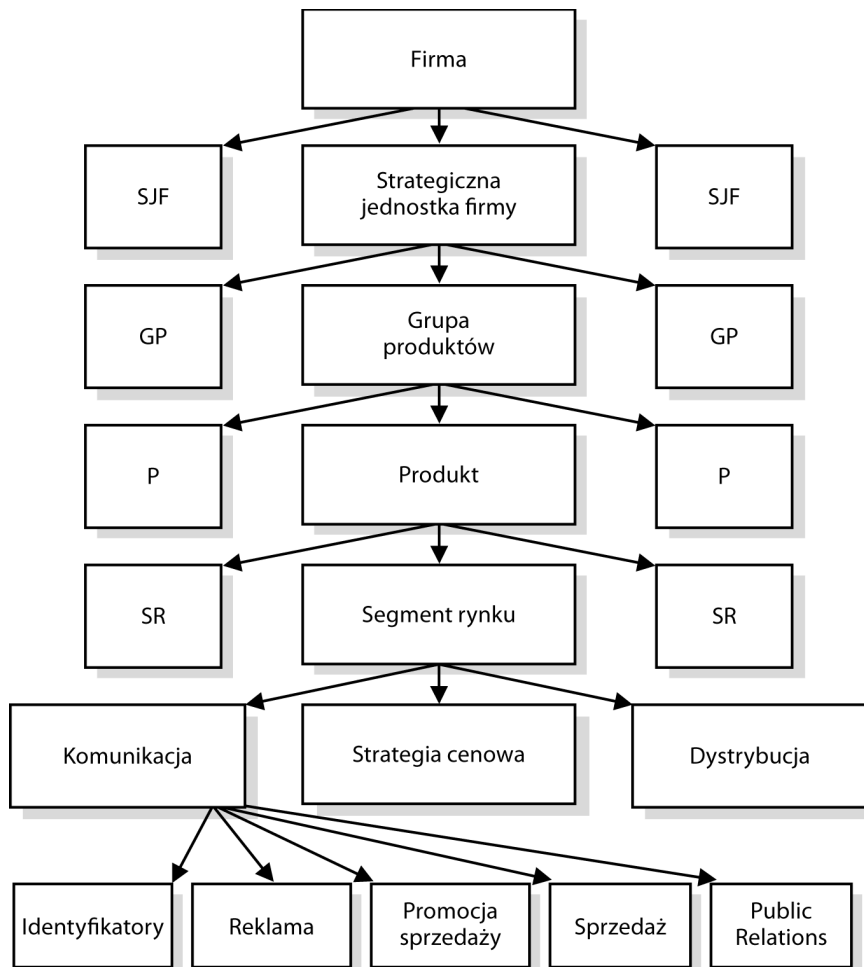 Firma
SJF
Strategiczna
jednostka firmy
SJF
GP
Grupa
produktów
GP
P
Produkt
P
SR
Segment rynku
SR
Komunikacja
Strategia cenowa
Dystrybucja
Identyfikatory
Reklama
Promocja
sprzedaży
Sprzedaż
Public
Relations